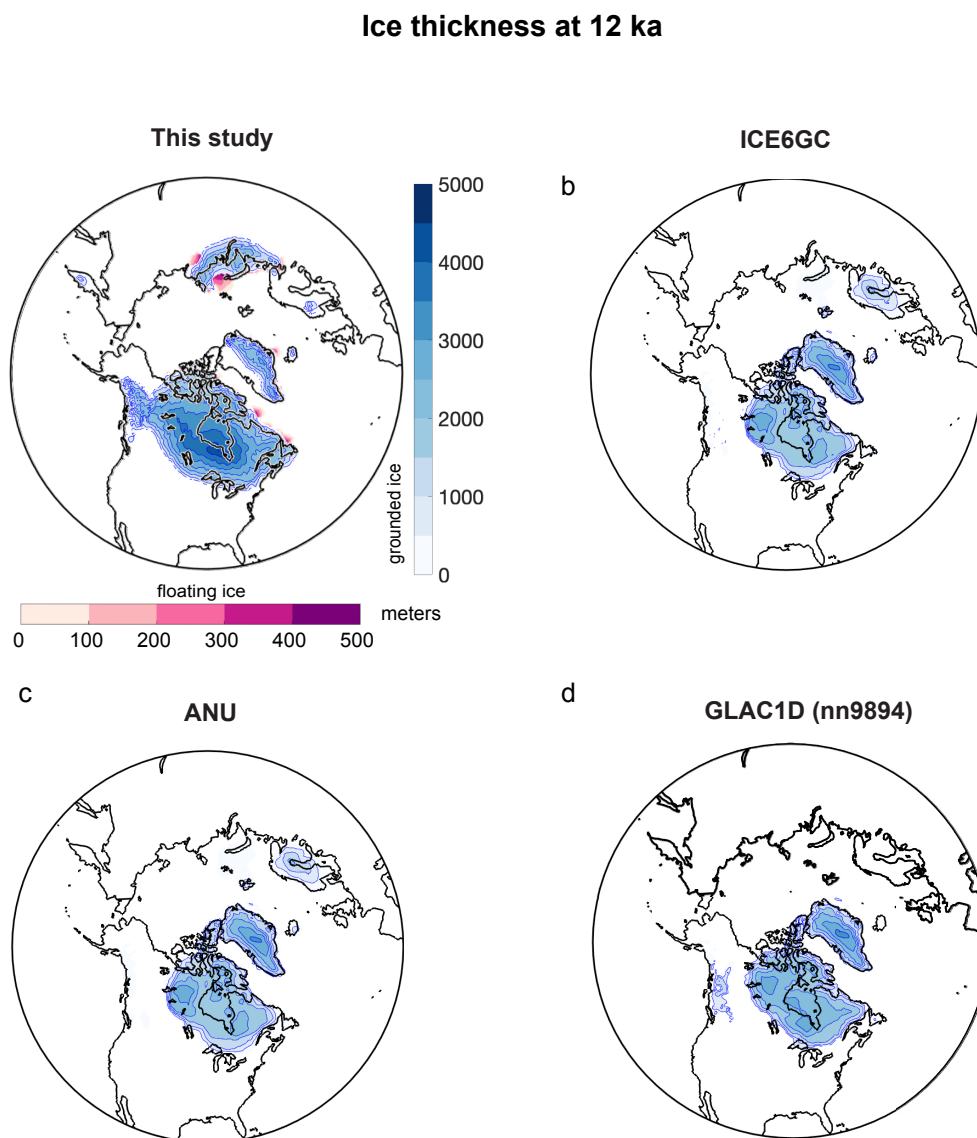 Ice thickness at 12 ka
This study
ICE6GC
b
5000
4000
3000
2000
1000
0
grounded ice
floating ice
meters
0 100 200 300 400 500
c
ANU
d
GLAC1D (nn9894)